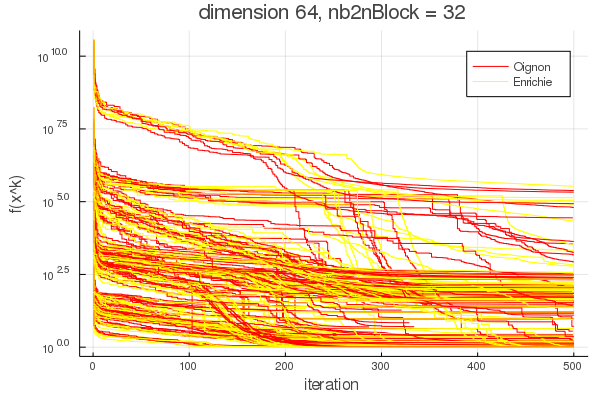 dimension 64, nb2nBlock = 32
10^10.0
Oignon
Enrichie
10^7.5
f(x^k)
10^5.0
10^2.5
10^0.0
0 100 200 300 400 500
iteration